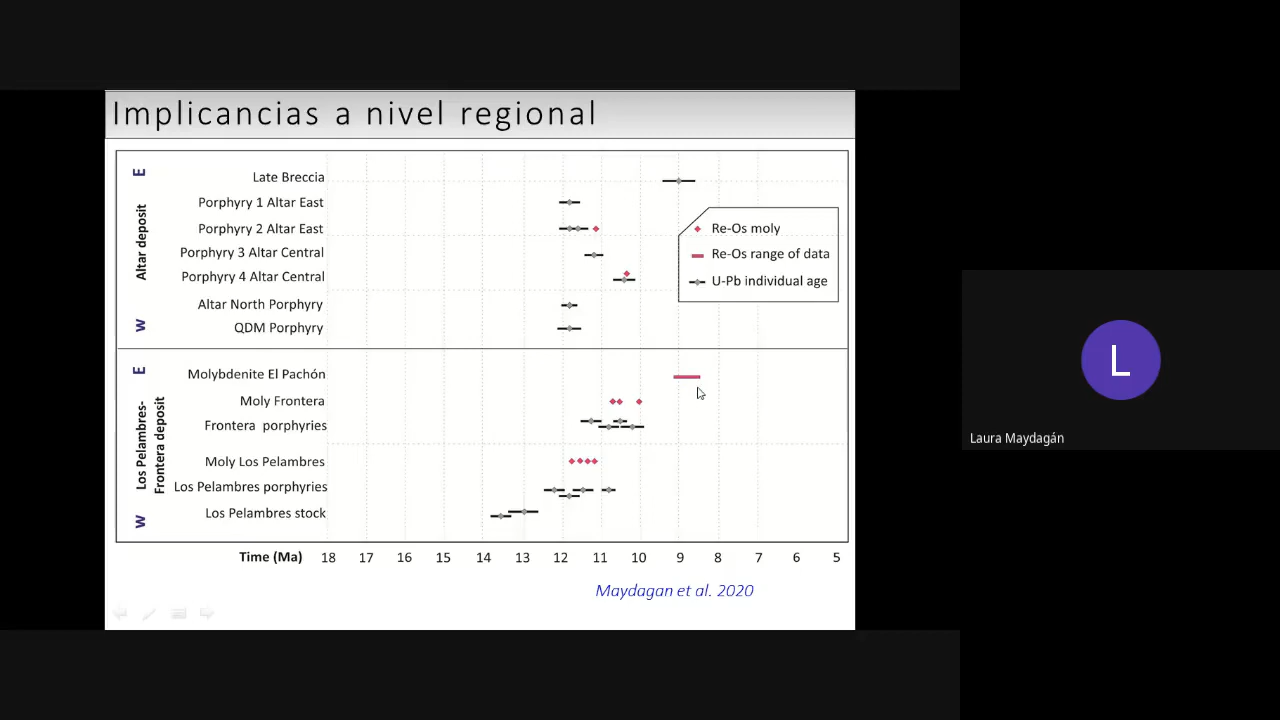 Implicancias a nivel regional
E
Altar deposit
W
Late Breccia
Porphyry 1 Altar East
Porphyry 2 Altar East
Porphyry 3 Altar Central
Porphyry 4 Altar Central
Altar North Porphyry
QDM Porphyry
Re-Os moly
Re-Os range of data
U-Pb individual age
E
Los Pelambres-
Frontera deposit
W
Molybdenite El Pachón
Moly Frontera
Frontera porphyries
Moly Los Pelambres
Los Pelambres porphyries
Los Pelambres stock
Time (Ma) 18 17 16 15 14 13 12 11 10 9 8 7 6 5
Maydagan et al. 2020
L
Laura Maydagán